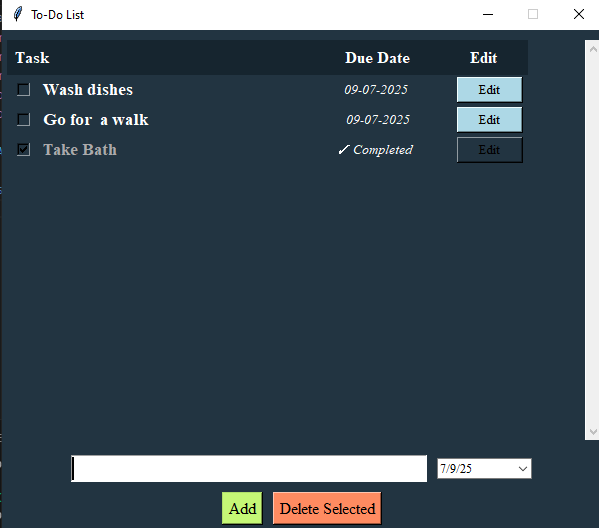 To-Do List
Task Due Date Edit
Wash dishes 09-07-2025 Edit
Go for a walk 09-07-2025 Edit
Take Bath ✓ Completed Edit
7/9/25
Add Delete Selected